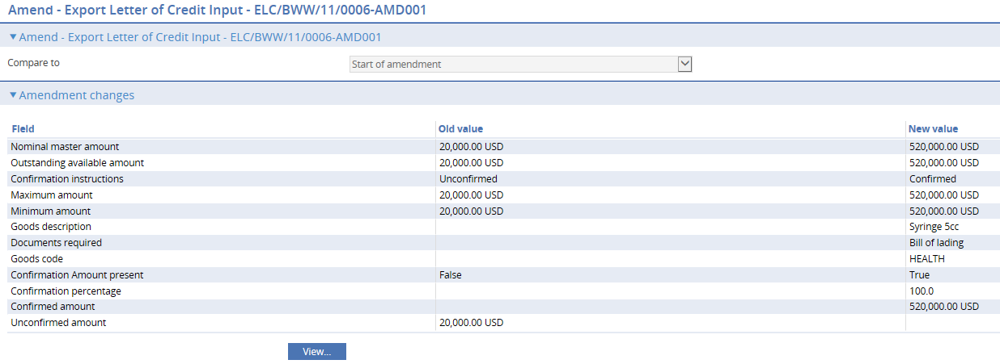 Amend - Export Letter of Credit Input - ELC/BWW/11/0006-AMD001
Amend - Export Letter of Credit Input - ELC/BWW/11/0006-AMD001
Compare to Start of amendment
Amendment changes
Field Old value New value
Nominal master amount 20,000.00 USD 520,000.00 USD
Outstanding available amount 20,000.00 USD 520,000.00 USD
Confirmation instructions Unconfirmed Confirmed
Maximum amount 20,000.00 USD 520,000.00 USD
Minimum amount 20,000.00 USD 520,000.00 USD
Goods description Syringe 5cc
Documents required Bill of lading
Goods code HEALTH
Confirmation Amount present False True
Confirmation percentage 100.0
Confirmed amount 520,000.00 USD
Unconfirmed amount 20,000.00 USD
View...